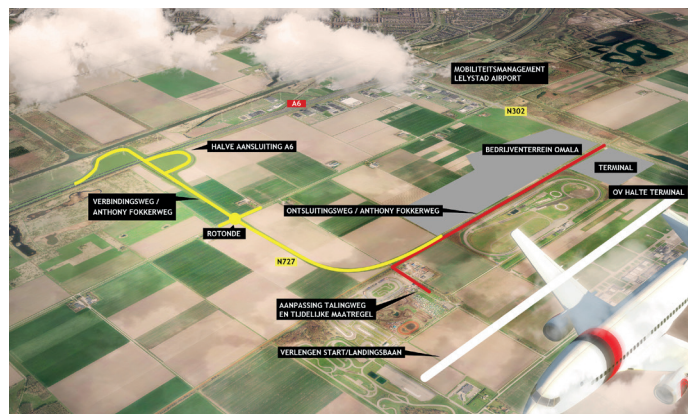 MOBILITEITSMANAGEMENT
LELYSTAD AIRPORT
A6
N302
HALVE AANSLUITING A6
BEDRIJVENTERREIN OMALA
TERMINAL
OV HALTE TERMINAL
VERBINDINGSWEG /
ANTHONY FOKKERWEG
ONTSLUITINGSWEG / ANTHONY FOKKERWEG
ROTONDE
N727
AANPASSING TALINGWEG
EN TIJDELIJKE MAATREGEL
VERLENGEN START/LANDINGSBAAN